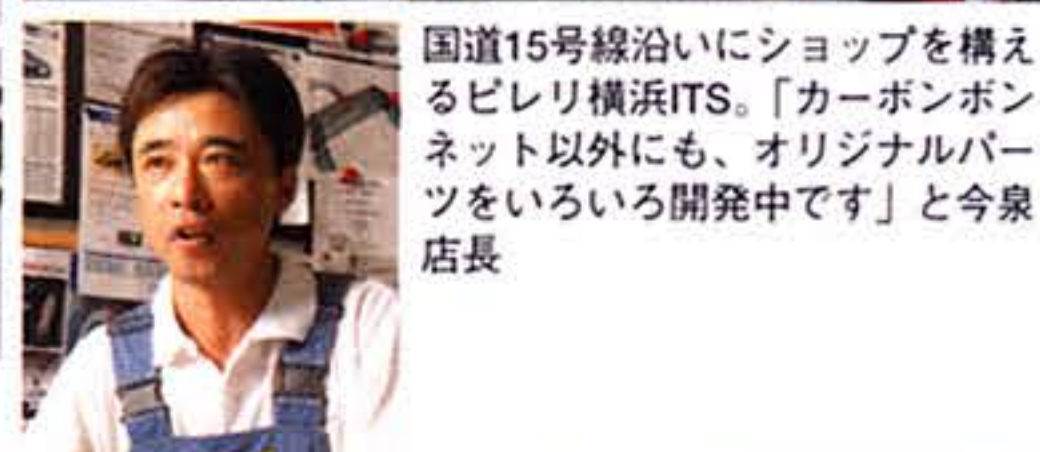 国道15号線沿いにショップを構え
るピレリ横浜ITS。「カーボンボン
ネット以外にも、オリジナルパー
ツをいろいろ開発中です」と今泉
店長